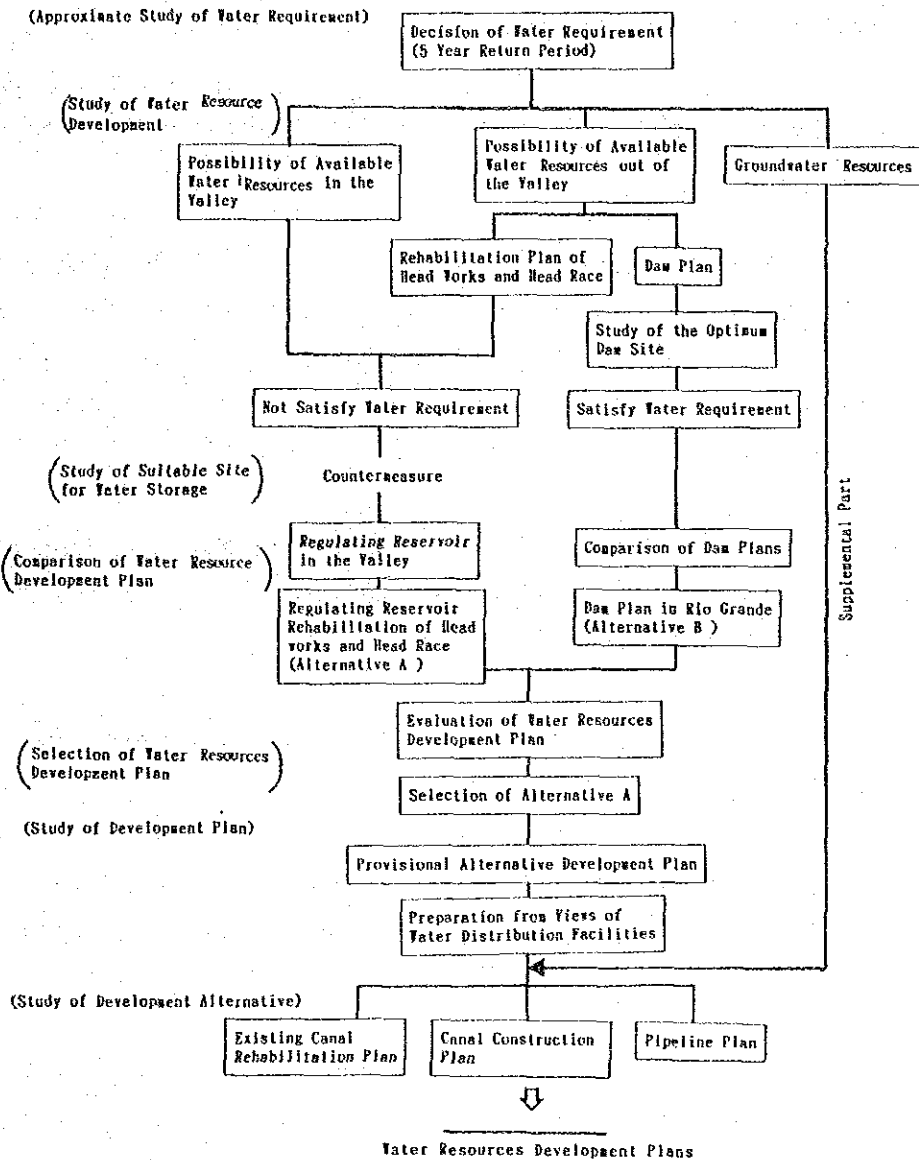 (Approximate Study of Water Requirement)
Decision of Water Requirement
(5 Year Return Period)
(Study of Water Resource
Development)
Possibility of Available
Water Resources in the
Valley
Possibility of Available
Water Resources out of
the Valley
Groundwater Resources
Rehabilitation Plan of
Head Works and Head Race
Dam Plan
Study of the Optimum
Dam Site
Not Satisfy Water Requirement
Satisfy Water Requirement
(Study of Suitable Site
for Water Storage)
Countermeasure
Supplemental Part
(Comparison of Water Resource
Development Plan)
Regulating Reservoir
in the Valley
Comparison of Dam Plans
Regulating Reservoir
Rehabilitation of Head
works and Head Race
(Alternative A )
Dam Plan in Rio Grande
(Alternative B )
Evaluation of Water Resources
Development Plan
(Selection of Water Resources
Development Plan)
Selection of Alternative A
(Study of Development Plan)
Provisional Alternative Development Plan
Preparation from Views of
Water Distribution Facilities
(Study of Development Alternative)
Existing Canal
Rehabilitation Plan
Canal Construction
Plan
Pipeline Plan
Water Resources Development Plans